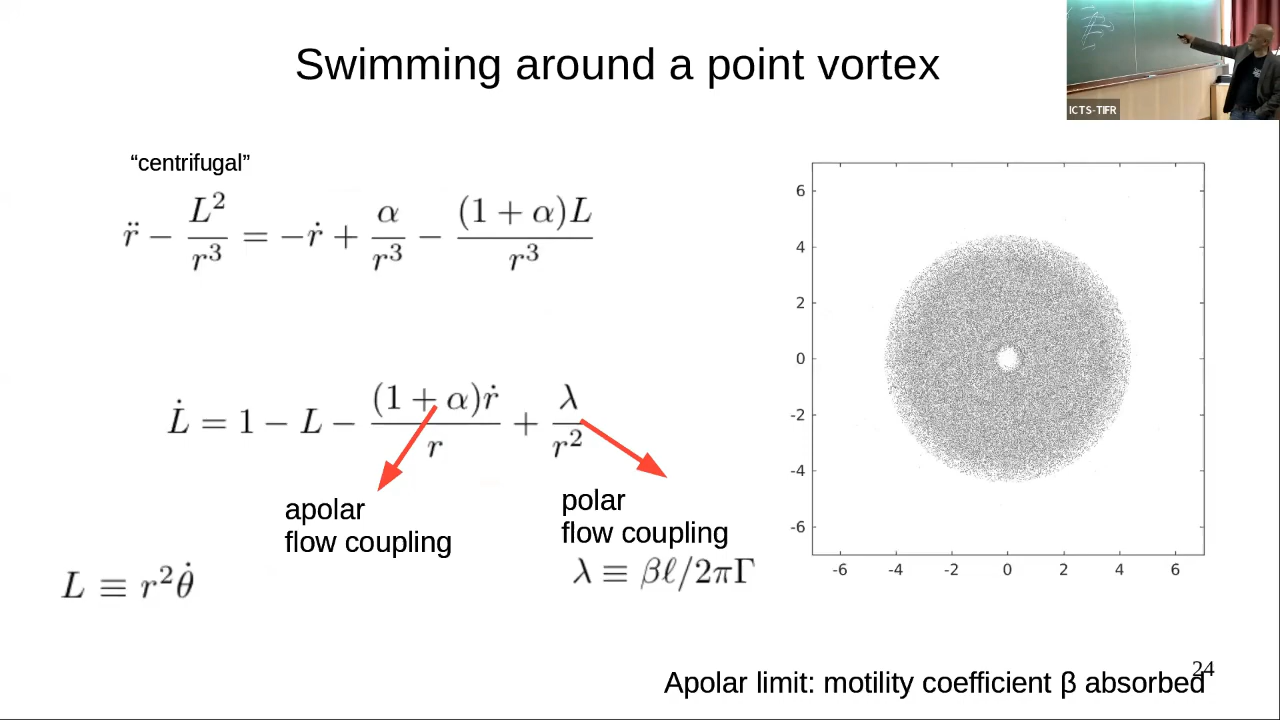 Swimming around a point vortex
ICTS-TIFR
“centrifugal”
r̈ − L²/r³ = −ṙ + α/r³ − (1 + α)L/r³
L̇ = 1 − L − (1 + α)ṙ/r + λ/r²
apolar
flow coupling
polar
flow coupling
λ ≡ βℓ/2πΓ
L ≡ r²θ̇
6
4
2
0
-2
-4
-6
-6 -4 -2 0 2 4 6
24
Apolar limit: motility coefficient β absorbed